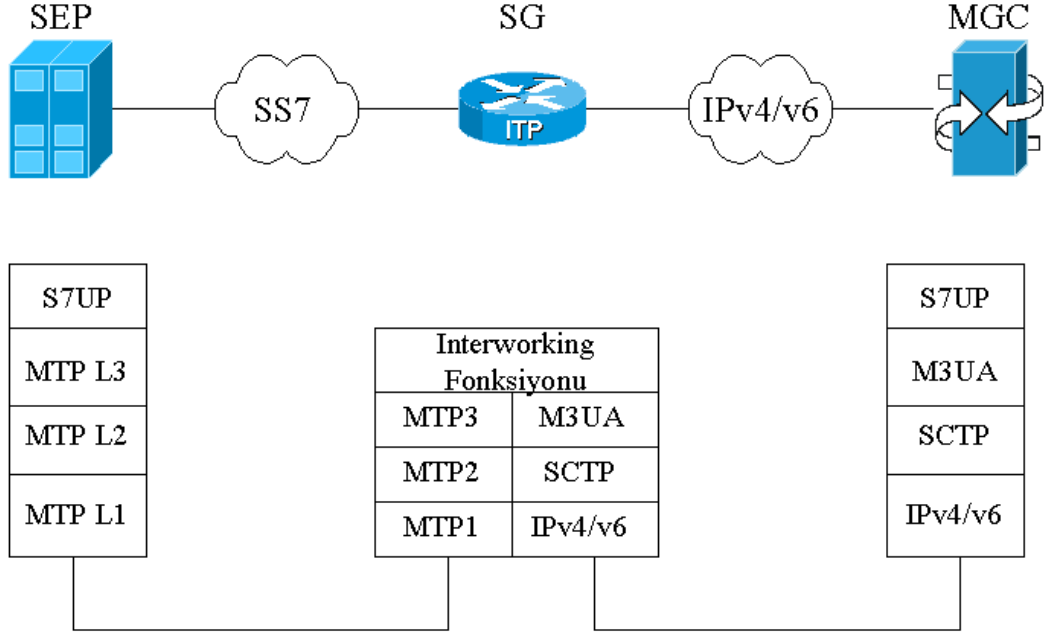 SEP
SG
MGC
SS7
ITP
IPv4/v6
S7UP
MTP L3
MTP L2
MTP L1
Interworking
Fonksiyonu
MTP3
M3UA
MTP2
SCTP
MTP1
IPv4/v6
S7UP
M3UA
SCTP
IPv4/v6